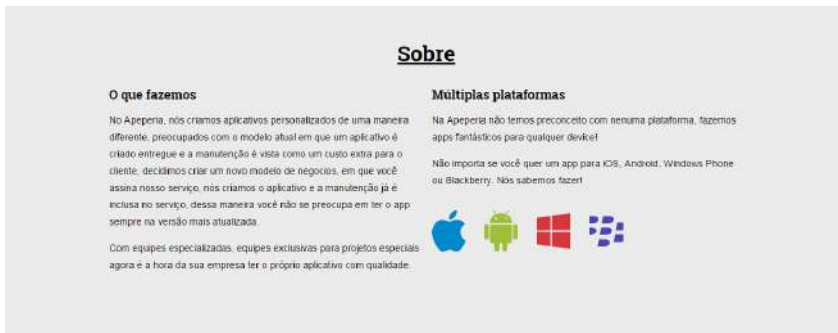 Sobre
O que fazemos
No Apeperia, nós criamos aplicativos personalizados de uma maneira
diferente, preocupados com o modelo atual em que um aplicativo é
criado entregue e a manutenção é vista como um custo extra para o
cliente, decidimos criar um novo modelo de negocios, em que você
assina nosso serviço, nós criamos o aplicativo e a manutenção já é
inclusa no serviço, dessa maneira você não se preocupa em ter o app
sempre na versão mais atualizada.
Com equipes especializadas, equipes exclusivas para projetos especiais
agora é a hora da sua empresa ter o próprio aplicativo com qualidade.
Múltiplas plataformas
Na Apeperia não temos preconceito com nenuma plataforma, fazemos
apps fantásticos para qualquer device!
Não importa se você quer um app para iOS, Android, Windows Phone
ou Blackberry. Nós sabemos fazer!